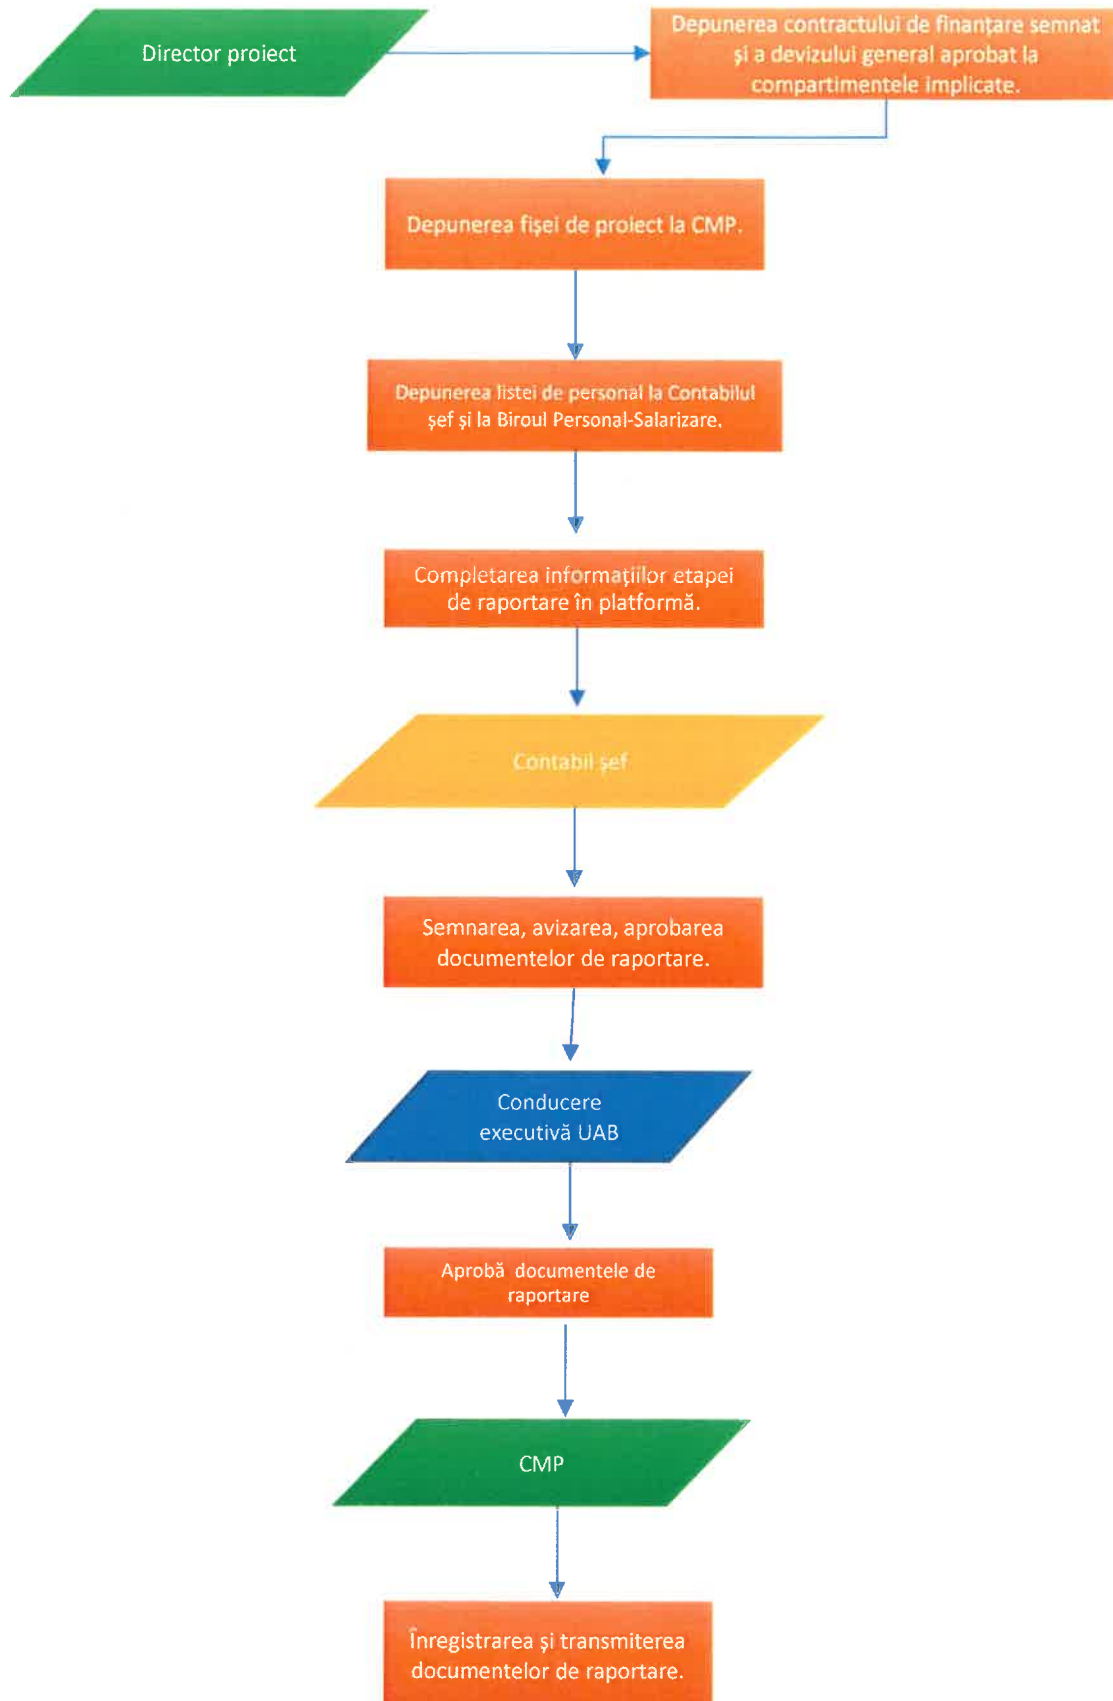 Director proiect
Depunerea contractului de finanțare semnat
și a devizului general aprobat la
compartimentele implicate.
Depunerea fișei de proiect la CMP.
Depunerea listei de personal la Contabilul
șef și la Biroul Personal-Salarizare.
Completarea informațiilor etapei
de raportare în platformă.
Contabil șef
Semnarea, avizarea, aprobarea
documentelor de raportare.
Conducere
executivă UAB
Aprobă documentele de
raportare
CMP
Înregistrarea și transmiterea
documentelor de raportare.